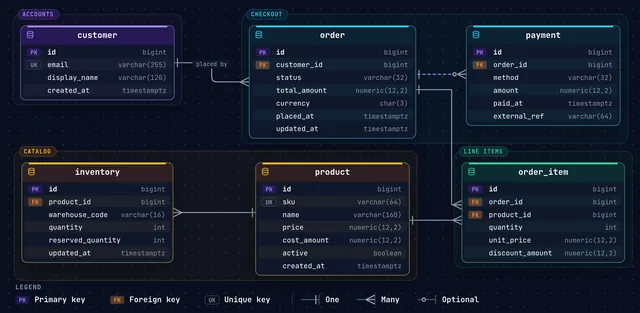 ACCOUNTS
customer
PK id bigint
UK email varchar(255)
display_name varchar(120)
created_at timestamptz
placed by
CHECKOUT
order
PK id bigint
FK customer_id bigint
status varchar(32)
total_amount numeric(12,2)
currency char(3)
placed_at timestamptz
updated_at timestamptz
payment
PK id bigint
FK order_id bigint
method varchar(32)
amount numeric(12,2)
paid_at timestamptz
external_ref varchar(64)
CATALOG
inventory
PK id bigint
FK product_id bigint
warehouse_code varchar(16)
quantity int
reserved_quantity int
updated_at timestamptz
product
PK id bigint
UK sku varchar(64)
name varchar(160)
price numeric(12,2)
cost_amount numeric(12,2)
active boolean
created_at timestamptz
LINE ITEMS
order_item
PK id bigint
FK order_id bigint
FK product_id bigint
quantity int
unit_price numeric(12,2)
discount_amount numeric(12,2)
LEGEND
PK Primary key FK Foreign key UK Unique key One Many Optional